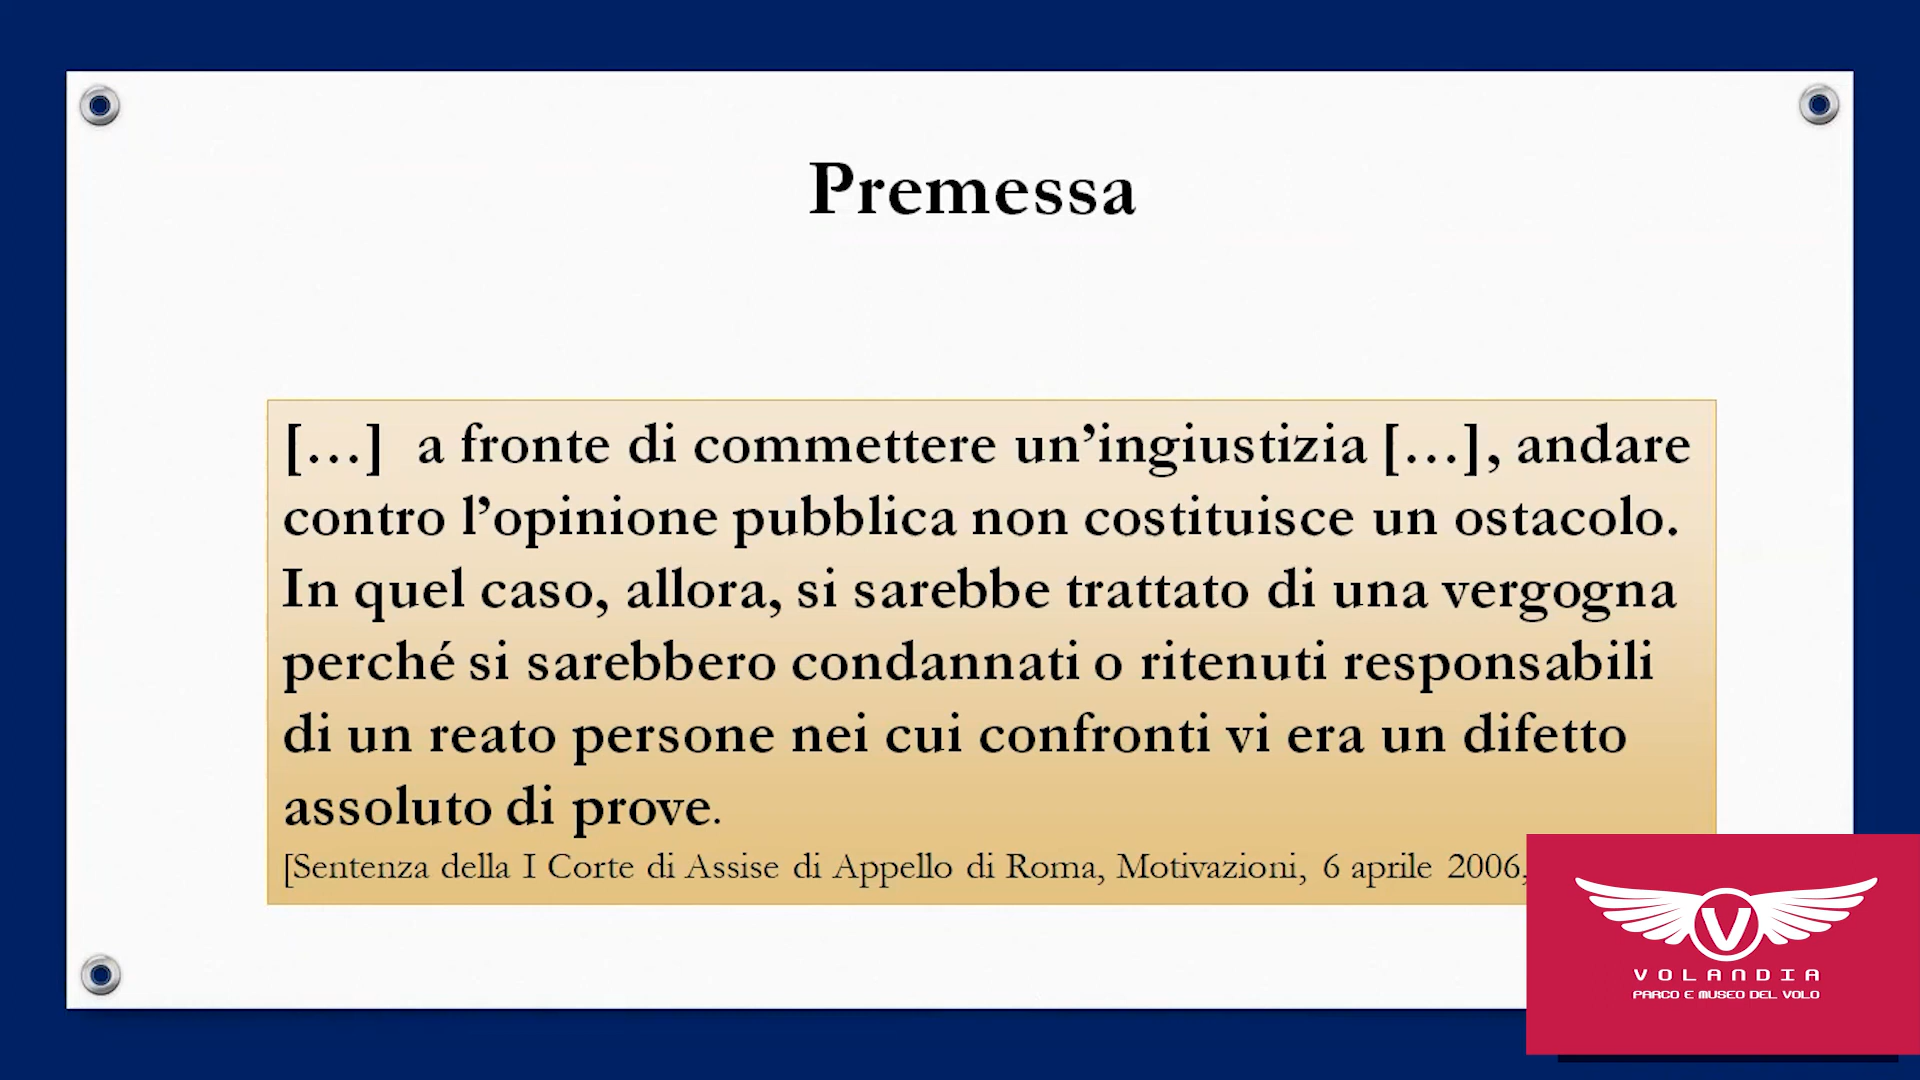 Premessa
[…] a fronte di commettere un’ingiustizia […], andare
contro l’opinione pubblica non costituisce un ostacolo.
In quel caso, allora, si sarebbe trattato di una vergogna
perché si sarebbero condannati o ritenuti responsabili
di un reato persone nei cui confronti vi era un difetto
assoluto di prove.
[Sentenza della I Corte di Assise di Appello di Roma, Motivazioni, 6 aprile 2006,
V
VOLANDIA
PARCO E MUSEO DEL VOLO